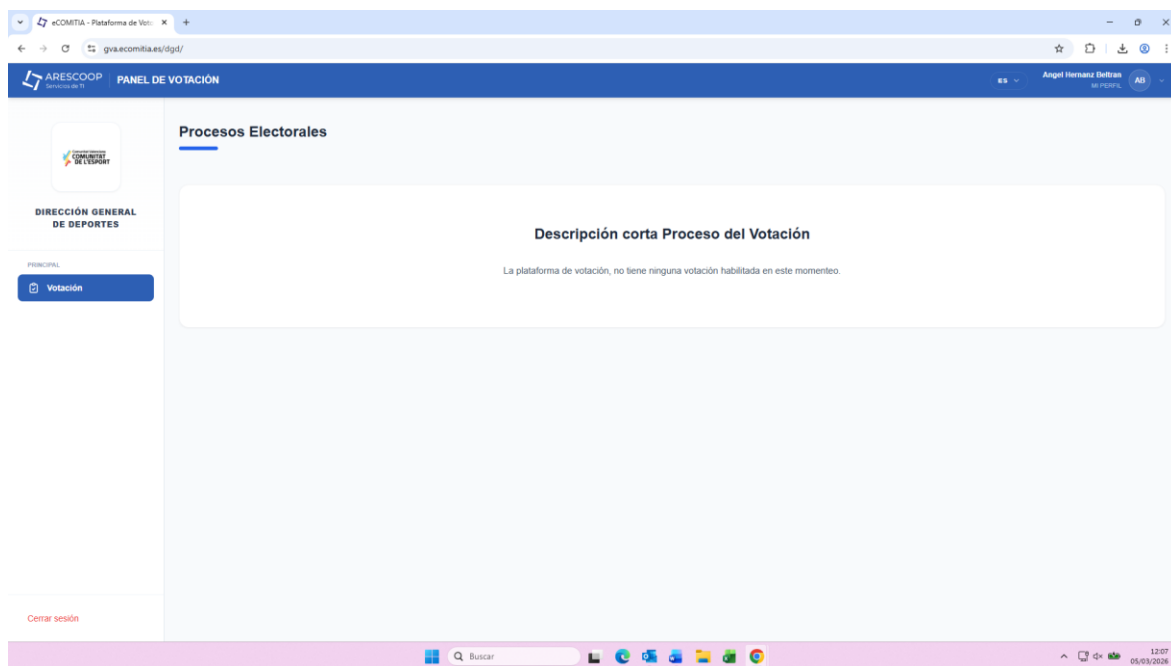 eCOMITIA - Plataforma de Vot
gva.ecomitia.es/dgd/
ARESCOOP
Servicios de TI
PANEL DE VOTACIÓN
ES
Angel Hernanz Beltran
MI PERFIL
AB
COMUNITAT
DE L'ESPORT
DIRECCIÓN GENERAL
DE DEPORTES
PRINCIPAL
Votación
Cerrar sesión
Procesos Electorales
Descripción corta Proceso del Votación
La plataforma de votación, no tiene ninguna votación habilitada en este momenteo.
Buscar
12:07
05/03/2026